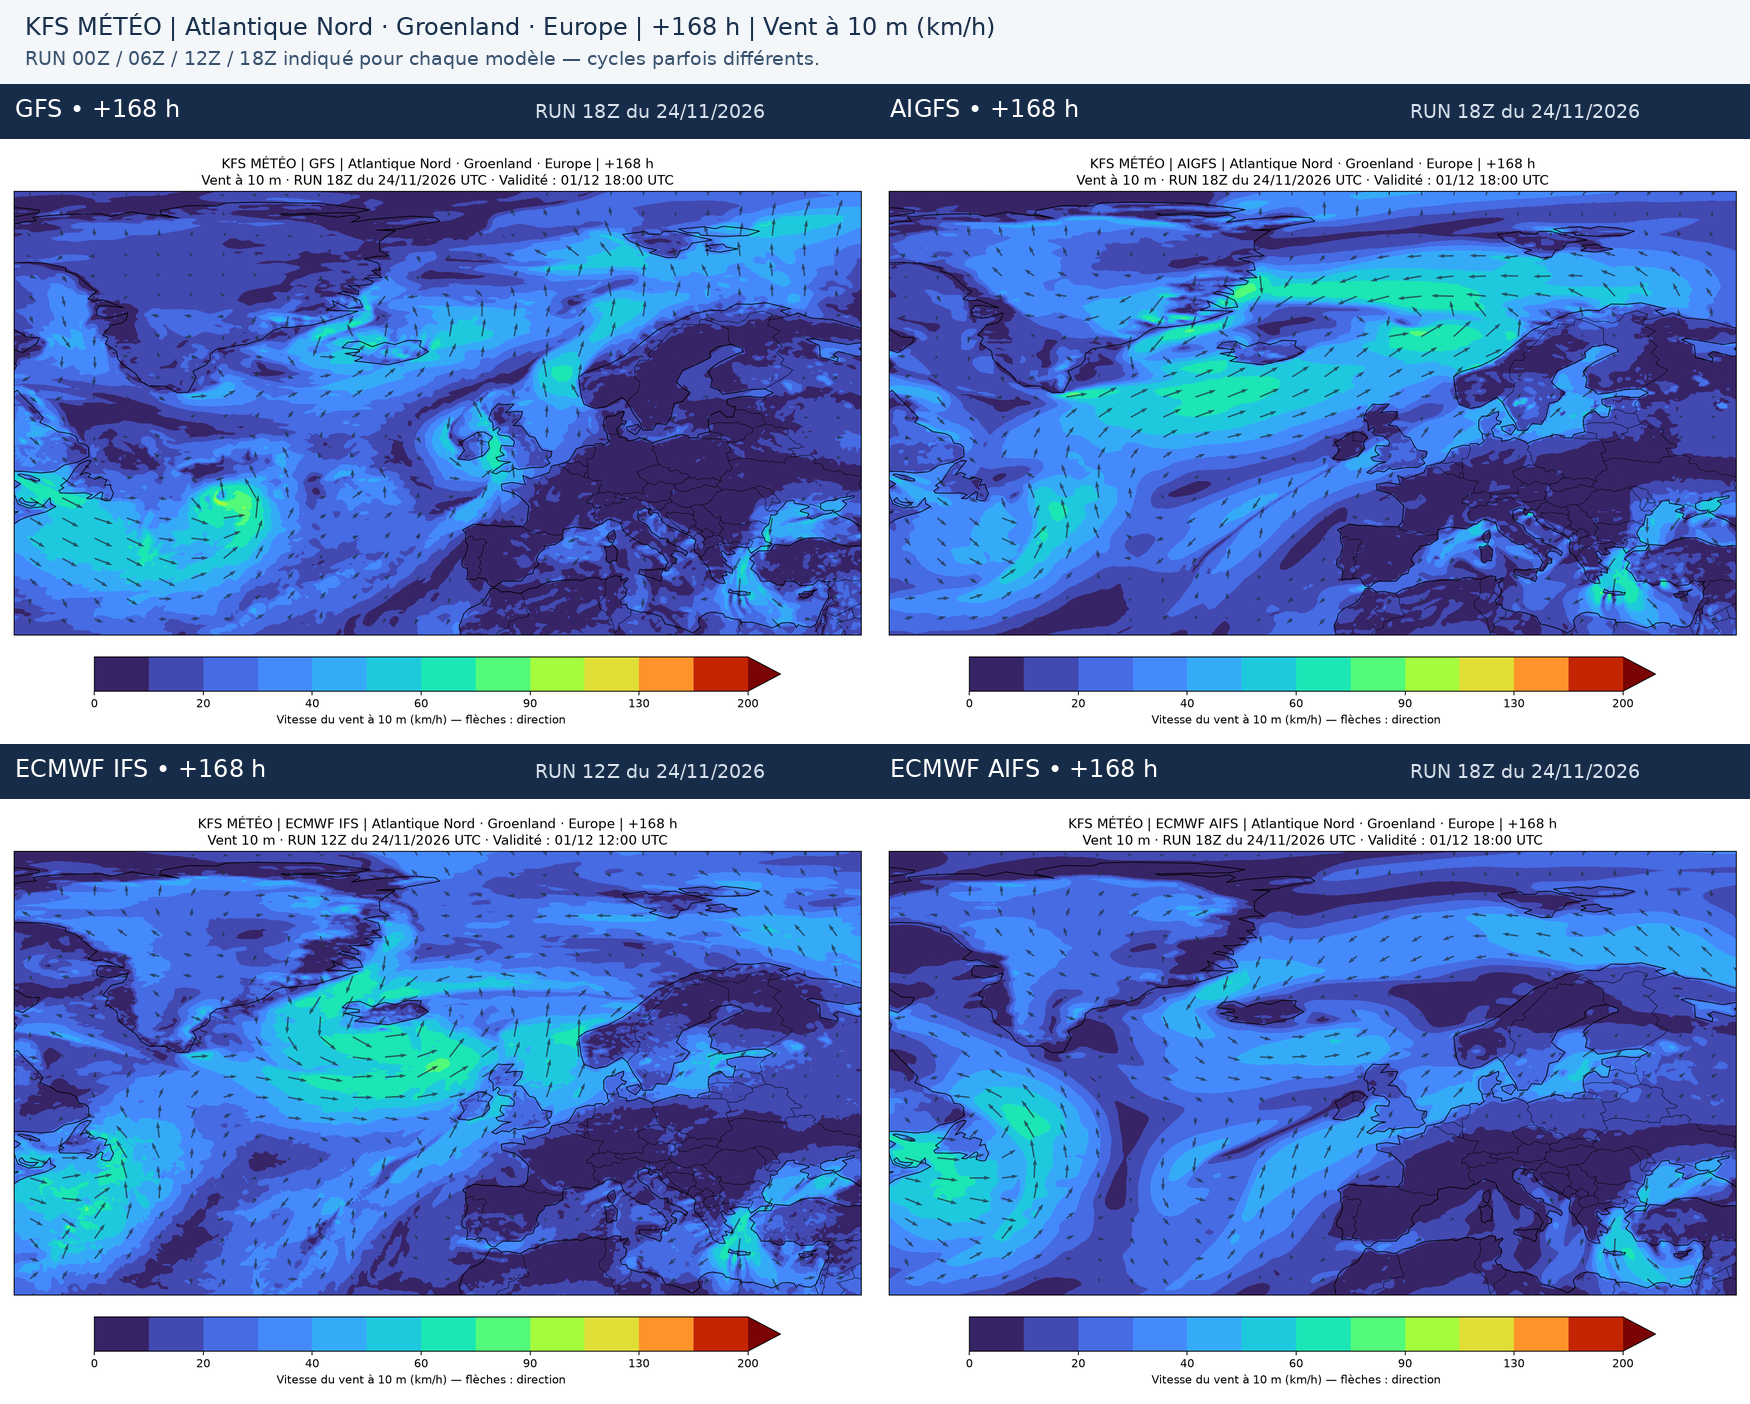 KFS MÉTÉO | Atlantique Nord · Groenland · Europe | +168 h | Vent à 10 m (km/h)
RUN 00Z / 06Z / 12Z / 18Z indiqué pour chaque modèle — cycles parfois différents.
GFS • +168 h
RUN 18Z du 24/11/2026
KFS MÉTÉO | GFS | Atlantique Nord · Groenland · Europe | +168 h
Vent à 10 m · RUN 18Z du 24/11/2026 UTC · Validité : 01/12 18:00 UTC
0 20 40 60 90 130 200
Vitesse du vent à 10 m (km/h) — flèches : direction
AIGFS • +168 h
RUN 18Z du 24/11/2026
KFS MÉTÉO | AIGFS | Atlantique Nord · Groenland · Europe | +168 h
Vent à 10 m · RUN 18Z du 24/11/2026 UTC · Validité : 01/12 18:00 UTC
0 20 40 60 90 130 200
Vitesse du vent à 10 m (km/h) — flèches : direction
ECMWF IFS • +168 h
RUN 12Z du 24/11/2026
KFS MÉTÉO | ECMWF IFS | Atlantique Nord · Groenland · Europe | +168 h
Vent 10 m · RUN 12Z du 24/11/2026 UTC · Validité : 01/12 12:00 UTC
0 20 40 60 90 130 200
Vitesse du vent à 10 m (km/h) — flèches : direction
ECMWF AIFS • +168 h
RUN 18Z du 24/11/2026
KFS MÉTÉO | ECMWF AIFS | Atlantique Nord · Groenland · Europe | +168 h
Vent 10 m · RUN 18Z du 24/11/2026 UTC · Validité : 01/12 18:00 UTC
0 20 40 60 90 130 200
Vitesse du vent à 10 m (km/h) — flèches : direction